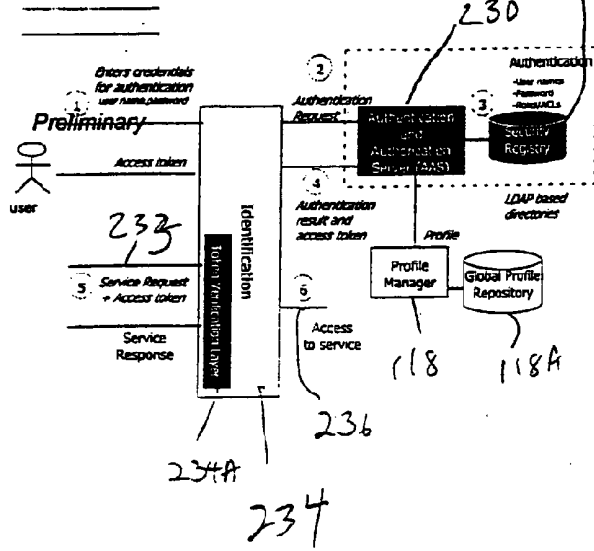 230
2
Authentication
-User names
-Password
-Roles/ACLs
Enters credentials
for authentication
user name,password
1
Preliminary
Authentication
Request
Authentication
and
Authorization
Server (AAS)
3
Security
Registry
Access token
user
4
Authentication
result and
access token
LDAP based
directories
Identification
Token Verification Layer
Profile
Profile
Manager
Global Profile
Repository
5
Service Request
+ Access token
6
Service
Response
Access
to service
118
118A
236
234A
234